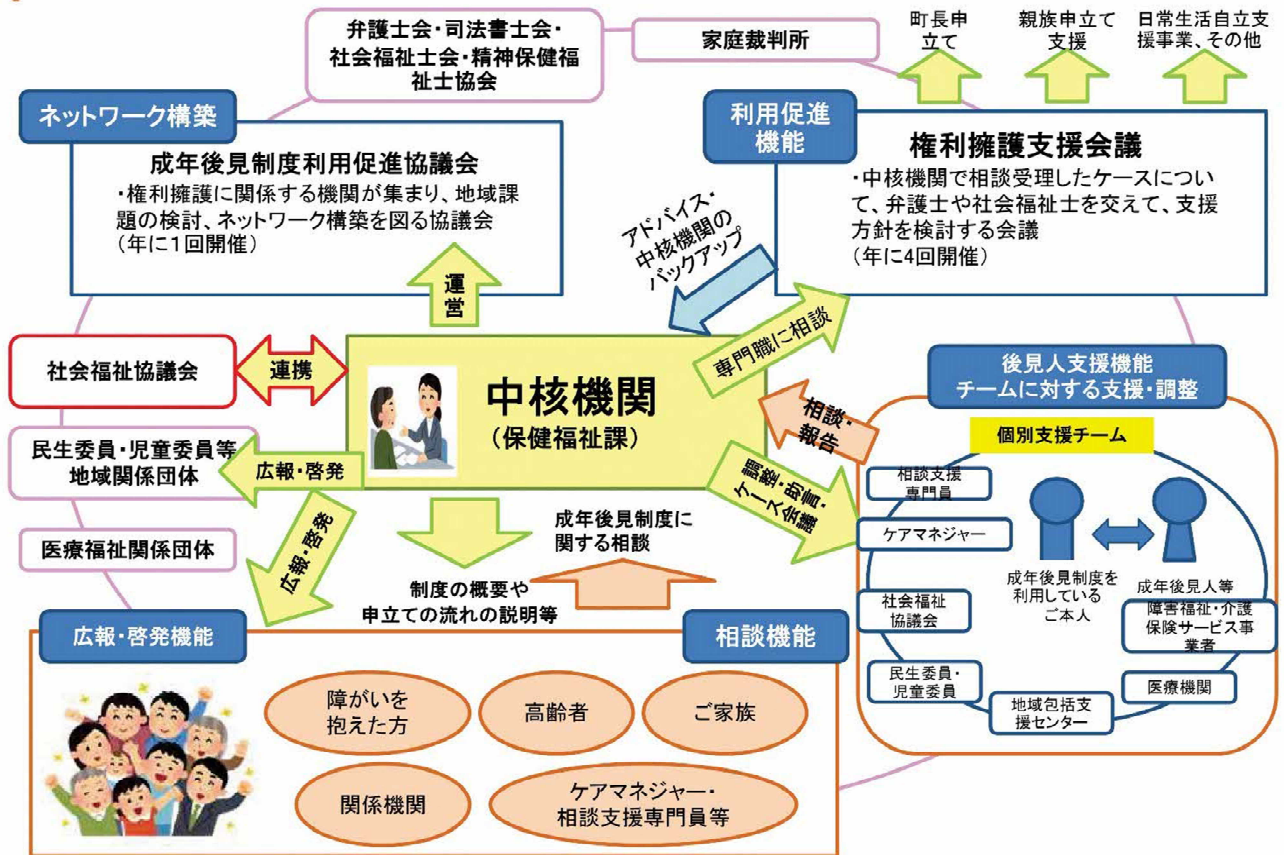 弁護士会・司法書士会・
社会福祉士会・精神保健福
祉士協会
家庭裁判所
町長申
立て
親族申立て
支援
日常生活自立支
援事業、その他
ネットワーク構築
成年後見制度利用促進協議会
・権利擁護に関係する機関が集まり、地域課
題の検討、ネットワーク構築を図る協議会
(年に1回開催)
利用促進
機能
権利擁護支援会議
・中核機関で相談受理したケースについ
て、弁護士や社会福祉士を交えて、支援
方針を検討する会議
(年に4回開催)
アドバイス・
中核機関の
バックアップ
運
営
専門職に相談
社会福祉協議会
連携
中核機関
(保健福祉課)
相談・
報告
後見人支援機能
チームに対する支援・調整
民生委員・児童委員等
地域関係団体
広報・啓発
広報・啓発
調整・助言・
ケース会議
医療福祉関係団体
制度の概要や
申立ての流れの説明等
成年後見制度に
関する相談
個別支援チーム
相談支援
専門員
ケアマネジャー
成年後見制度を
利用している
ご本人
成年後見人等
社会福祉
協議会
障害福祉・介護
保険サービス事
業者
民生委員・
児童委員
医療機関
地域包括支
援センター
広報・啓発機能
相談機能
障がいを
抱えた方
高齢者
ご家族
関係機関
ケアマネジャー・
相談支援専門員等